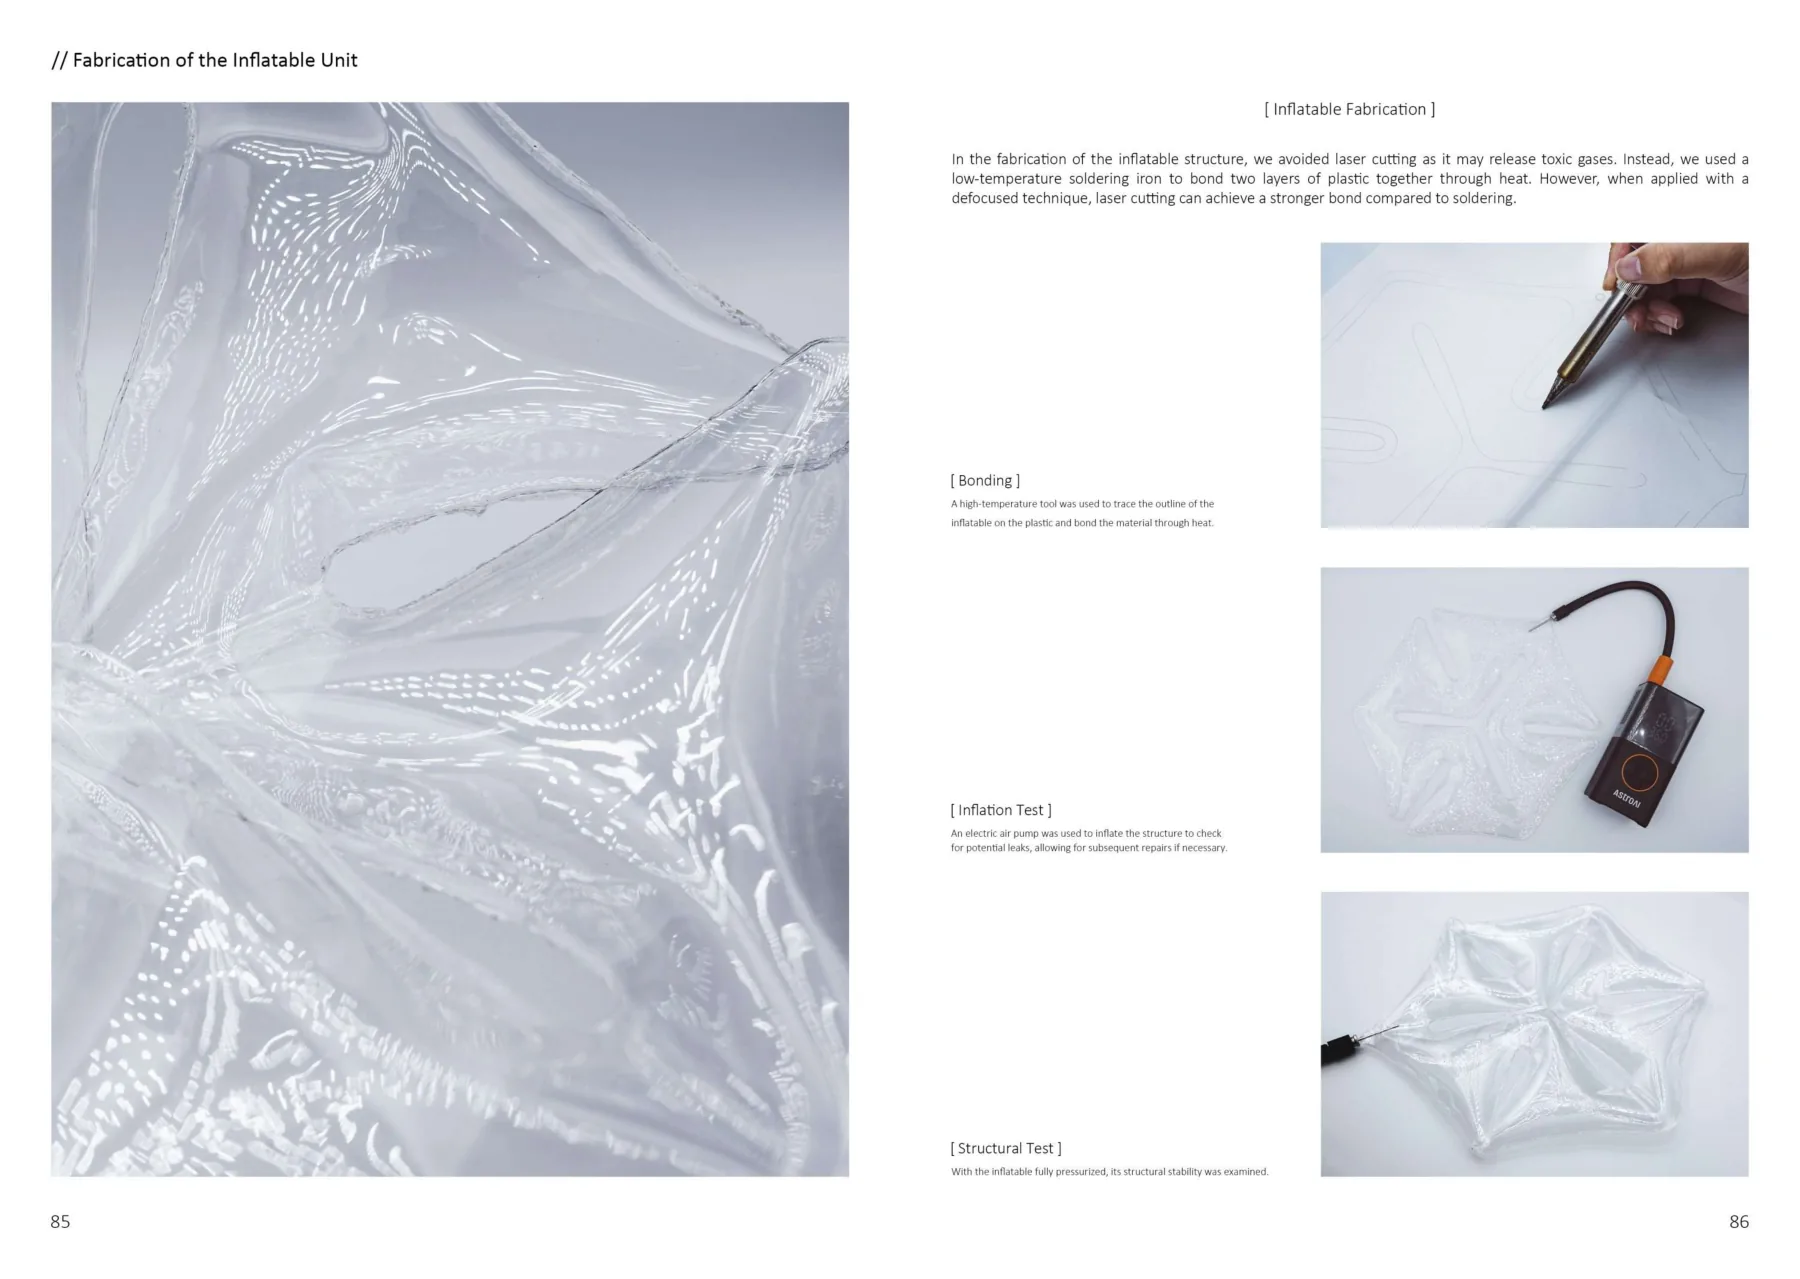 // Fabrication of the Inflatable Unit
[ Inflatable Fabrication ]
In the fabrication of the inflatable structure, we avoided laser cutting as it may release toxic gases. Instead, we used a
low-temperature soldering iron to bond two layers of plastic together through heat. However, when applied with a
defocused technique, laser cutting can achieve a stronger bond compared to soldering.
[ Bonding ]
A high-temperature tool was used to trace the outline of the
inflatable on the plastic and bond the material through heat.
[ Inflation Test ]
An electric air pump was used to inflate the structure to check
for potential leaks, allowing for subsequent repairs if necessary.
AstroAI
[ Structural Test ]
With the inflatable fully pressurized, its structural stability was examined.
85
86